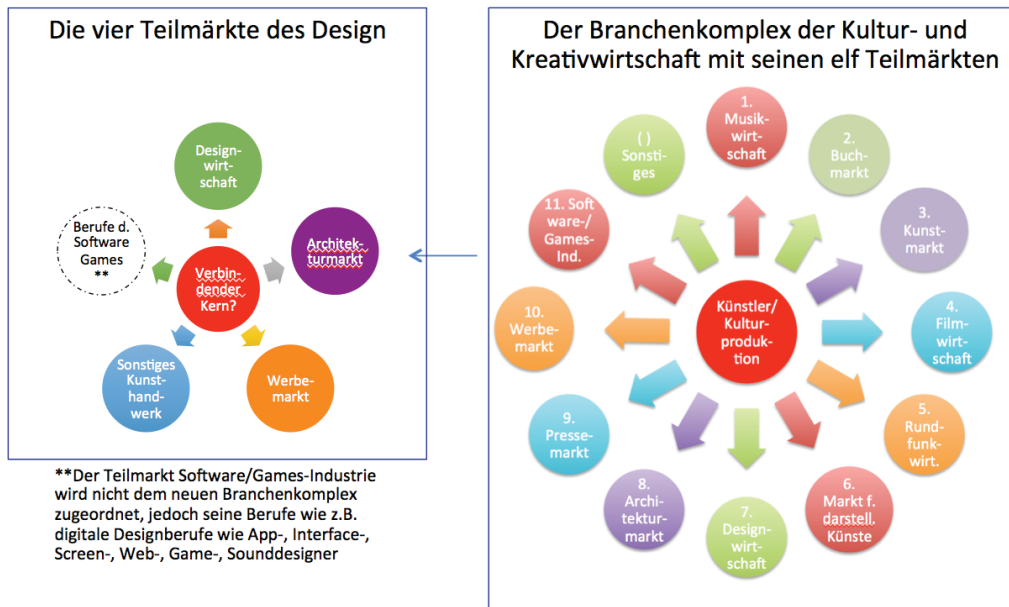 Die vier Teilmärkte des Design
Design-
wirt-
schaft
Berufe d.
Software
Games
**
Architek-
turmarkt
Verbin-
dender
Kern?
Sonstiges
Kunst-
hand-
werk
Werbe-
markt
**Der Teilmarkt Software/Games-Industrie
wird nicht dem neuen Branchenkomplex
zugeordnet, jedoch seine Berufe wie z.B.
digitale Designberufe wie App-, Interface-,
Screen-, Web-, Game-, Sounddesigner
Der Branchenkomplex der Kultur- und
Kreativwirtschaft mit seinen elf Teilmärkten
1.
Musik-
wirtschaft
2.
Buch-
markt
3.
Kunst-
markt
4.
Film-
wirtschaft
5.
Rund-
funk-
wirt.
6.
Markt f.
darstell.
Künste
7.
Design-
wirt-
schaft
8.
Archi-
tektur-
markt
9.
Presse-
markt
10.
Werbe-
markt
11. Soft
ware-/
Games-
Ind.
( )
Sonsti-
ges
Künstler/
Kultur-
produk-
tion